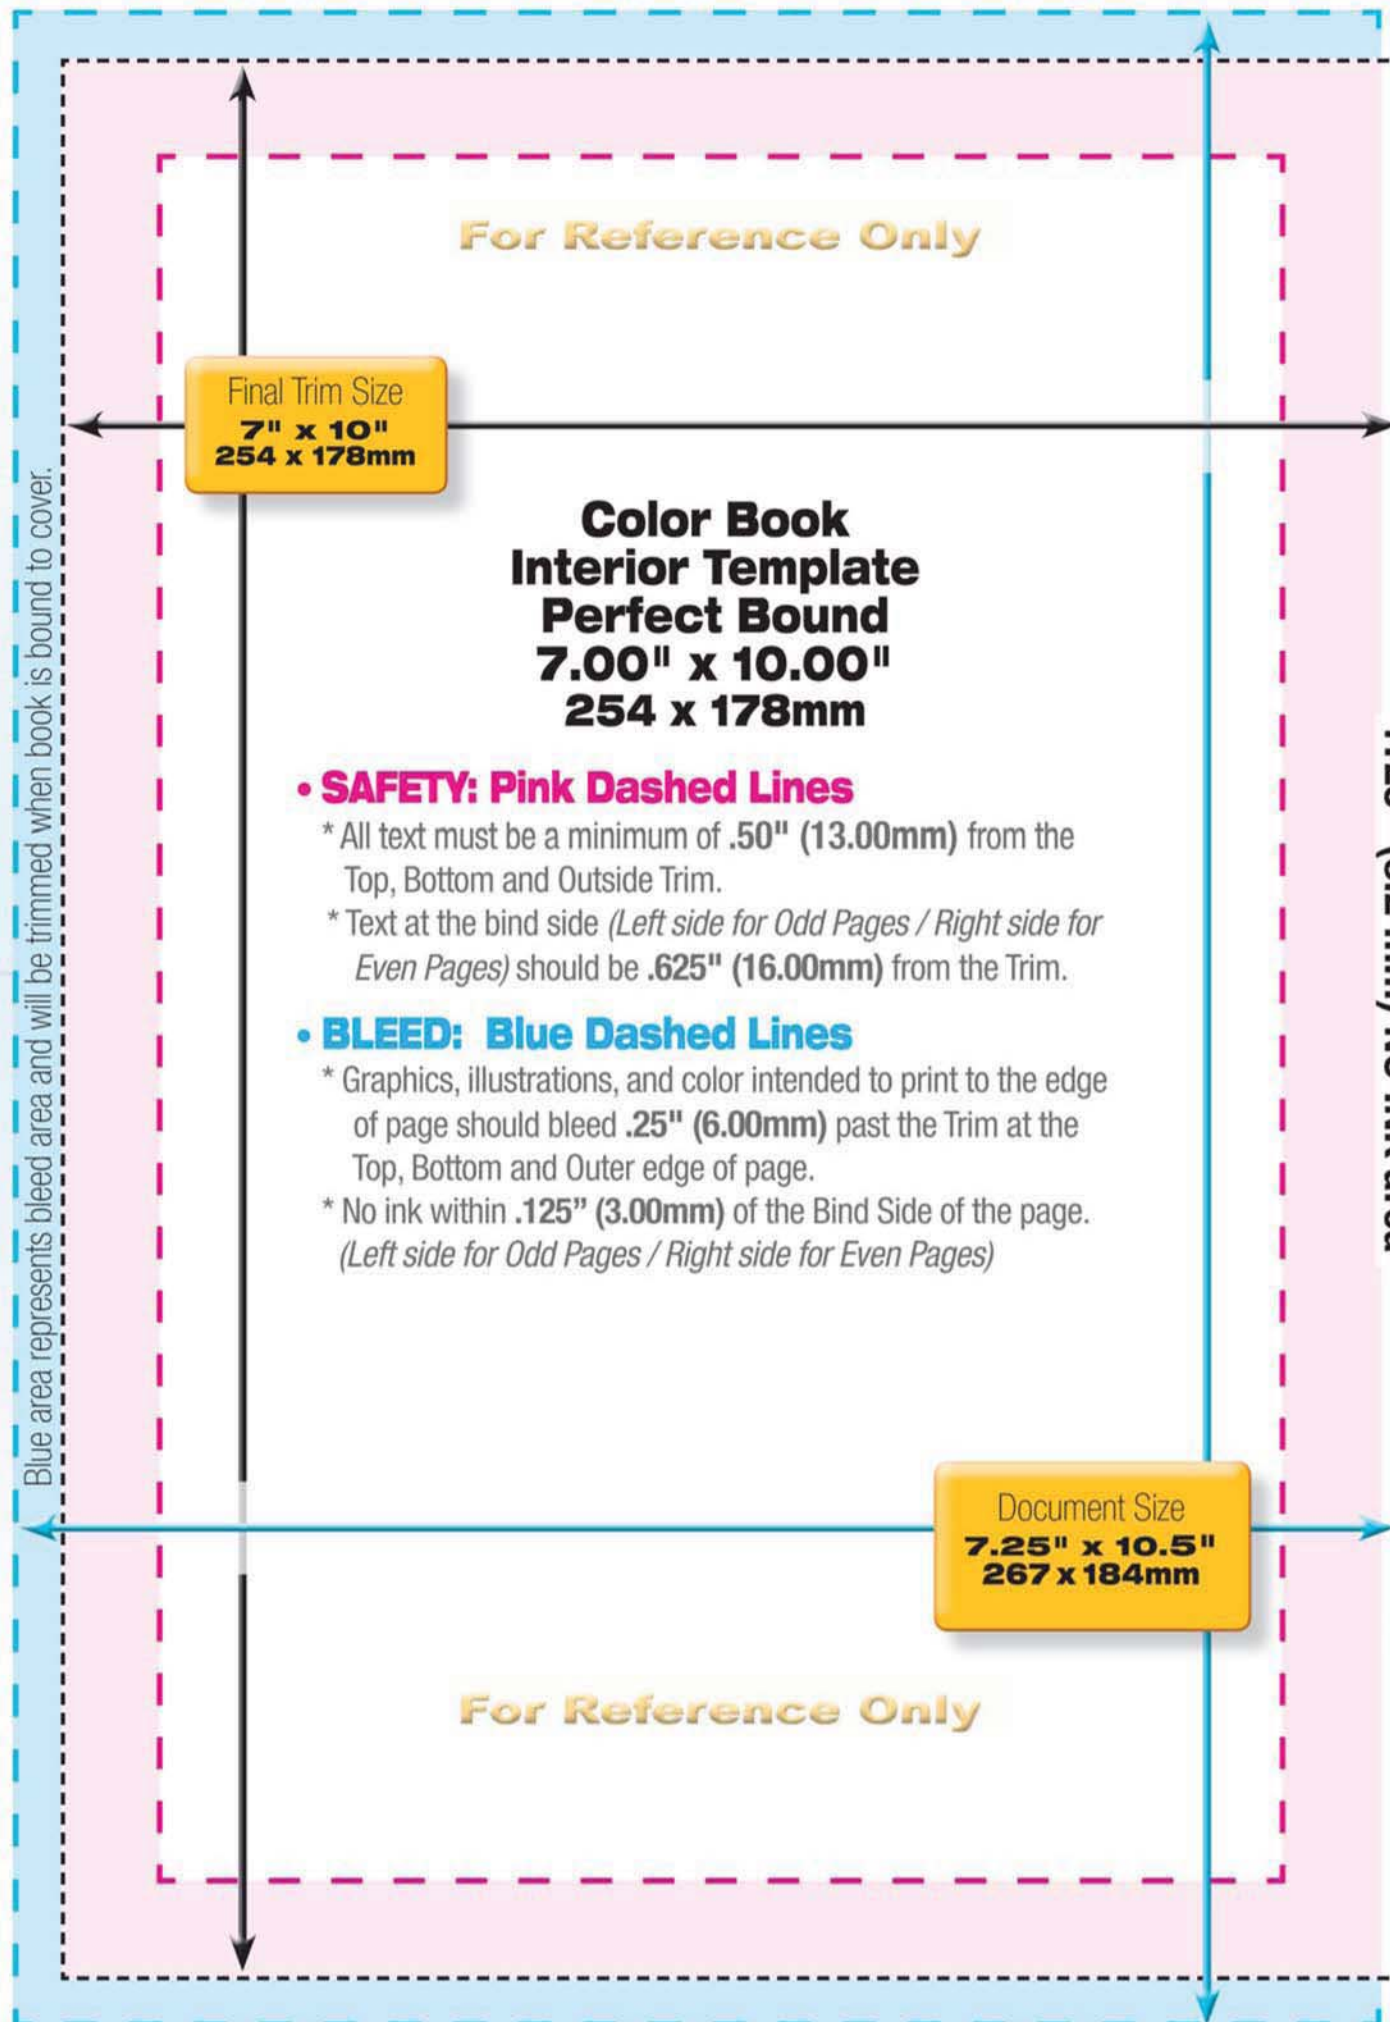 For Reference Only
Final Trim Size
7" x 10"
254 x 178mm
Color Book
Interior Template
Perfect Bound
7.00" x 10.00"
254 x 178mm
• SAFETY: Pink Dashed Lines
* All text must be a minimum of .50" (13.00mm) from the
Top, Bottom and Outside Trim.
* Text at the bind side (Left side for Odd Pages / Right side for
Even Pages) should be .625" (16.00mm) from the Trim.
• BLEED: Blue Dashed Lines
* Graphics, illustrations, and color intended to print to the edge
of page should bleed .25" (6.00mm) past the Trim at the
Top, Bottom and Outer edge of page.
* No ink within .125” (3.00mm) of the Bind Side of the page.
(Left side for Odd Pages / Right side for Even Pages)
Document Size
7.25" x 10.5"
267 x 184mm
For Reference Only
Blue area represents bleed area and will be trimmed when book is bound to cover.